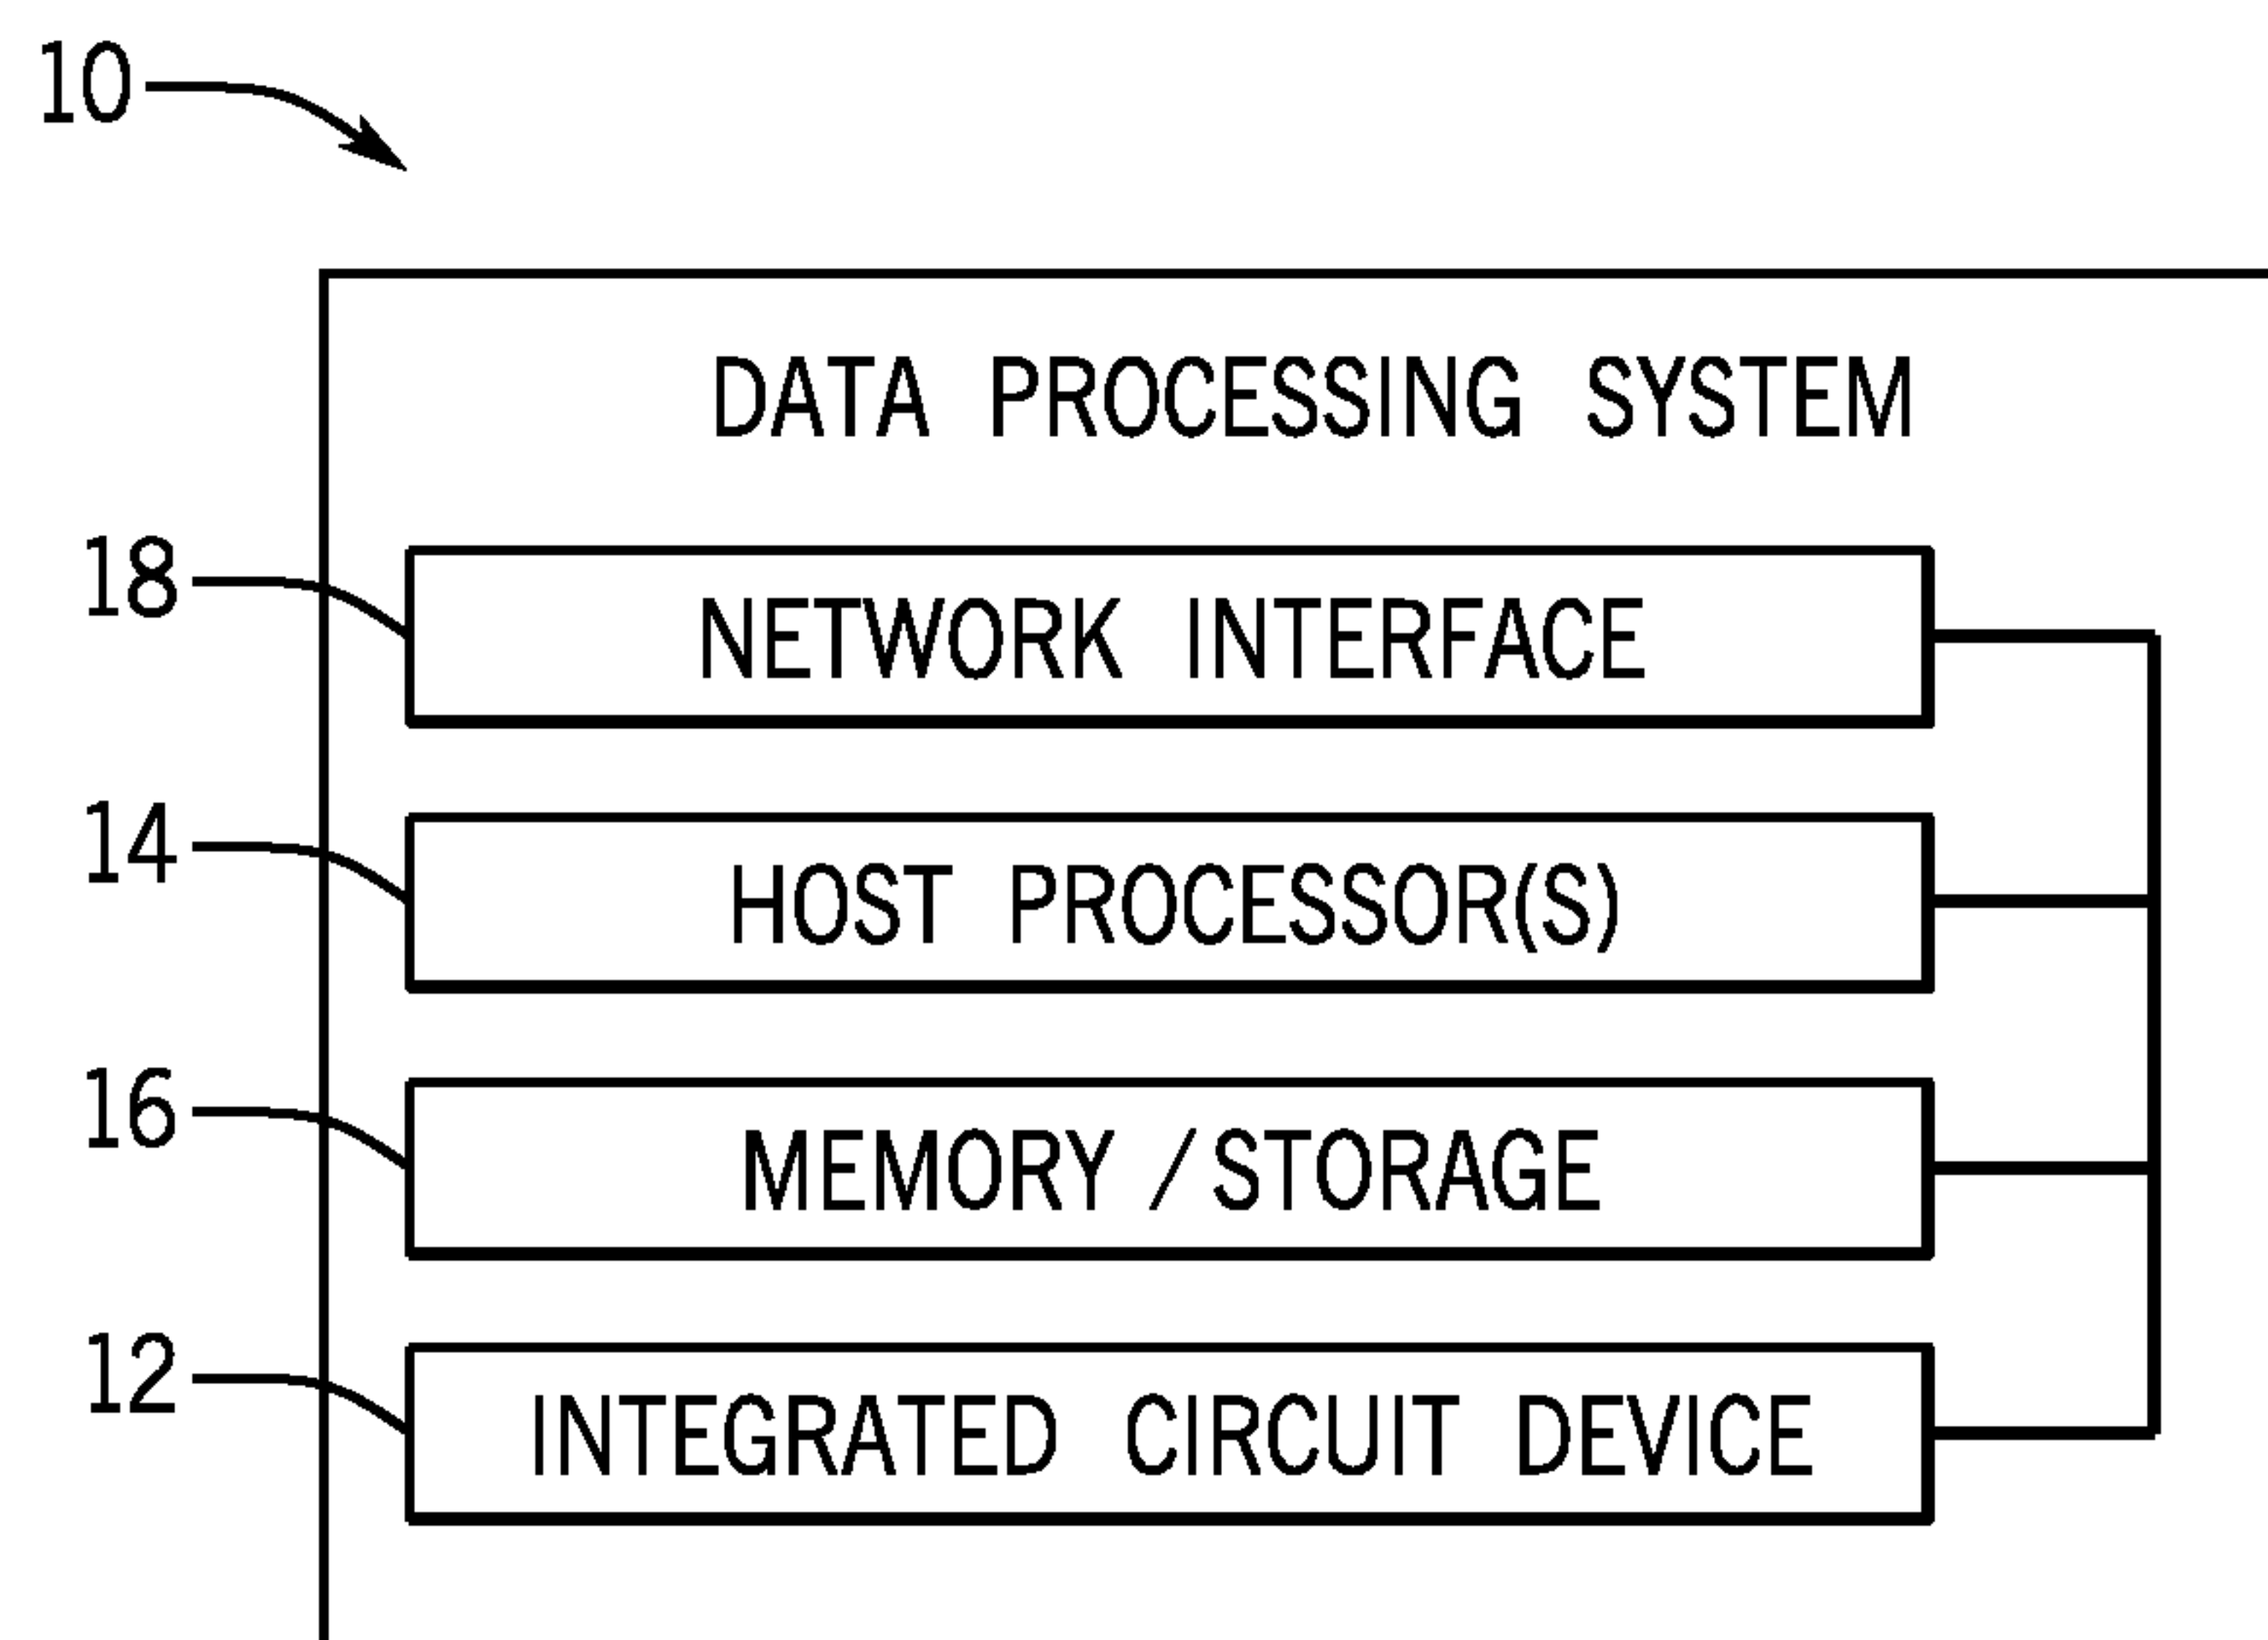 10
DATA PROCESSING SYSTEM
18
NETWORK INTERFACE
14
HOST PROCESSOR(S)
16
MEMORY / STORAGE
12
INTEGRATED CIRCUIT DEVICE